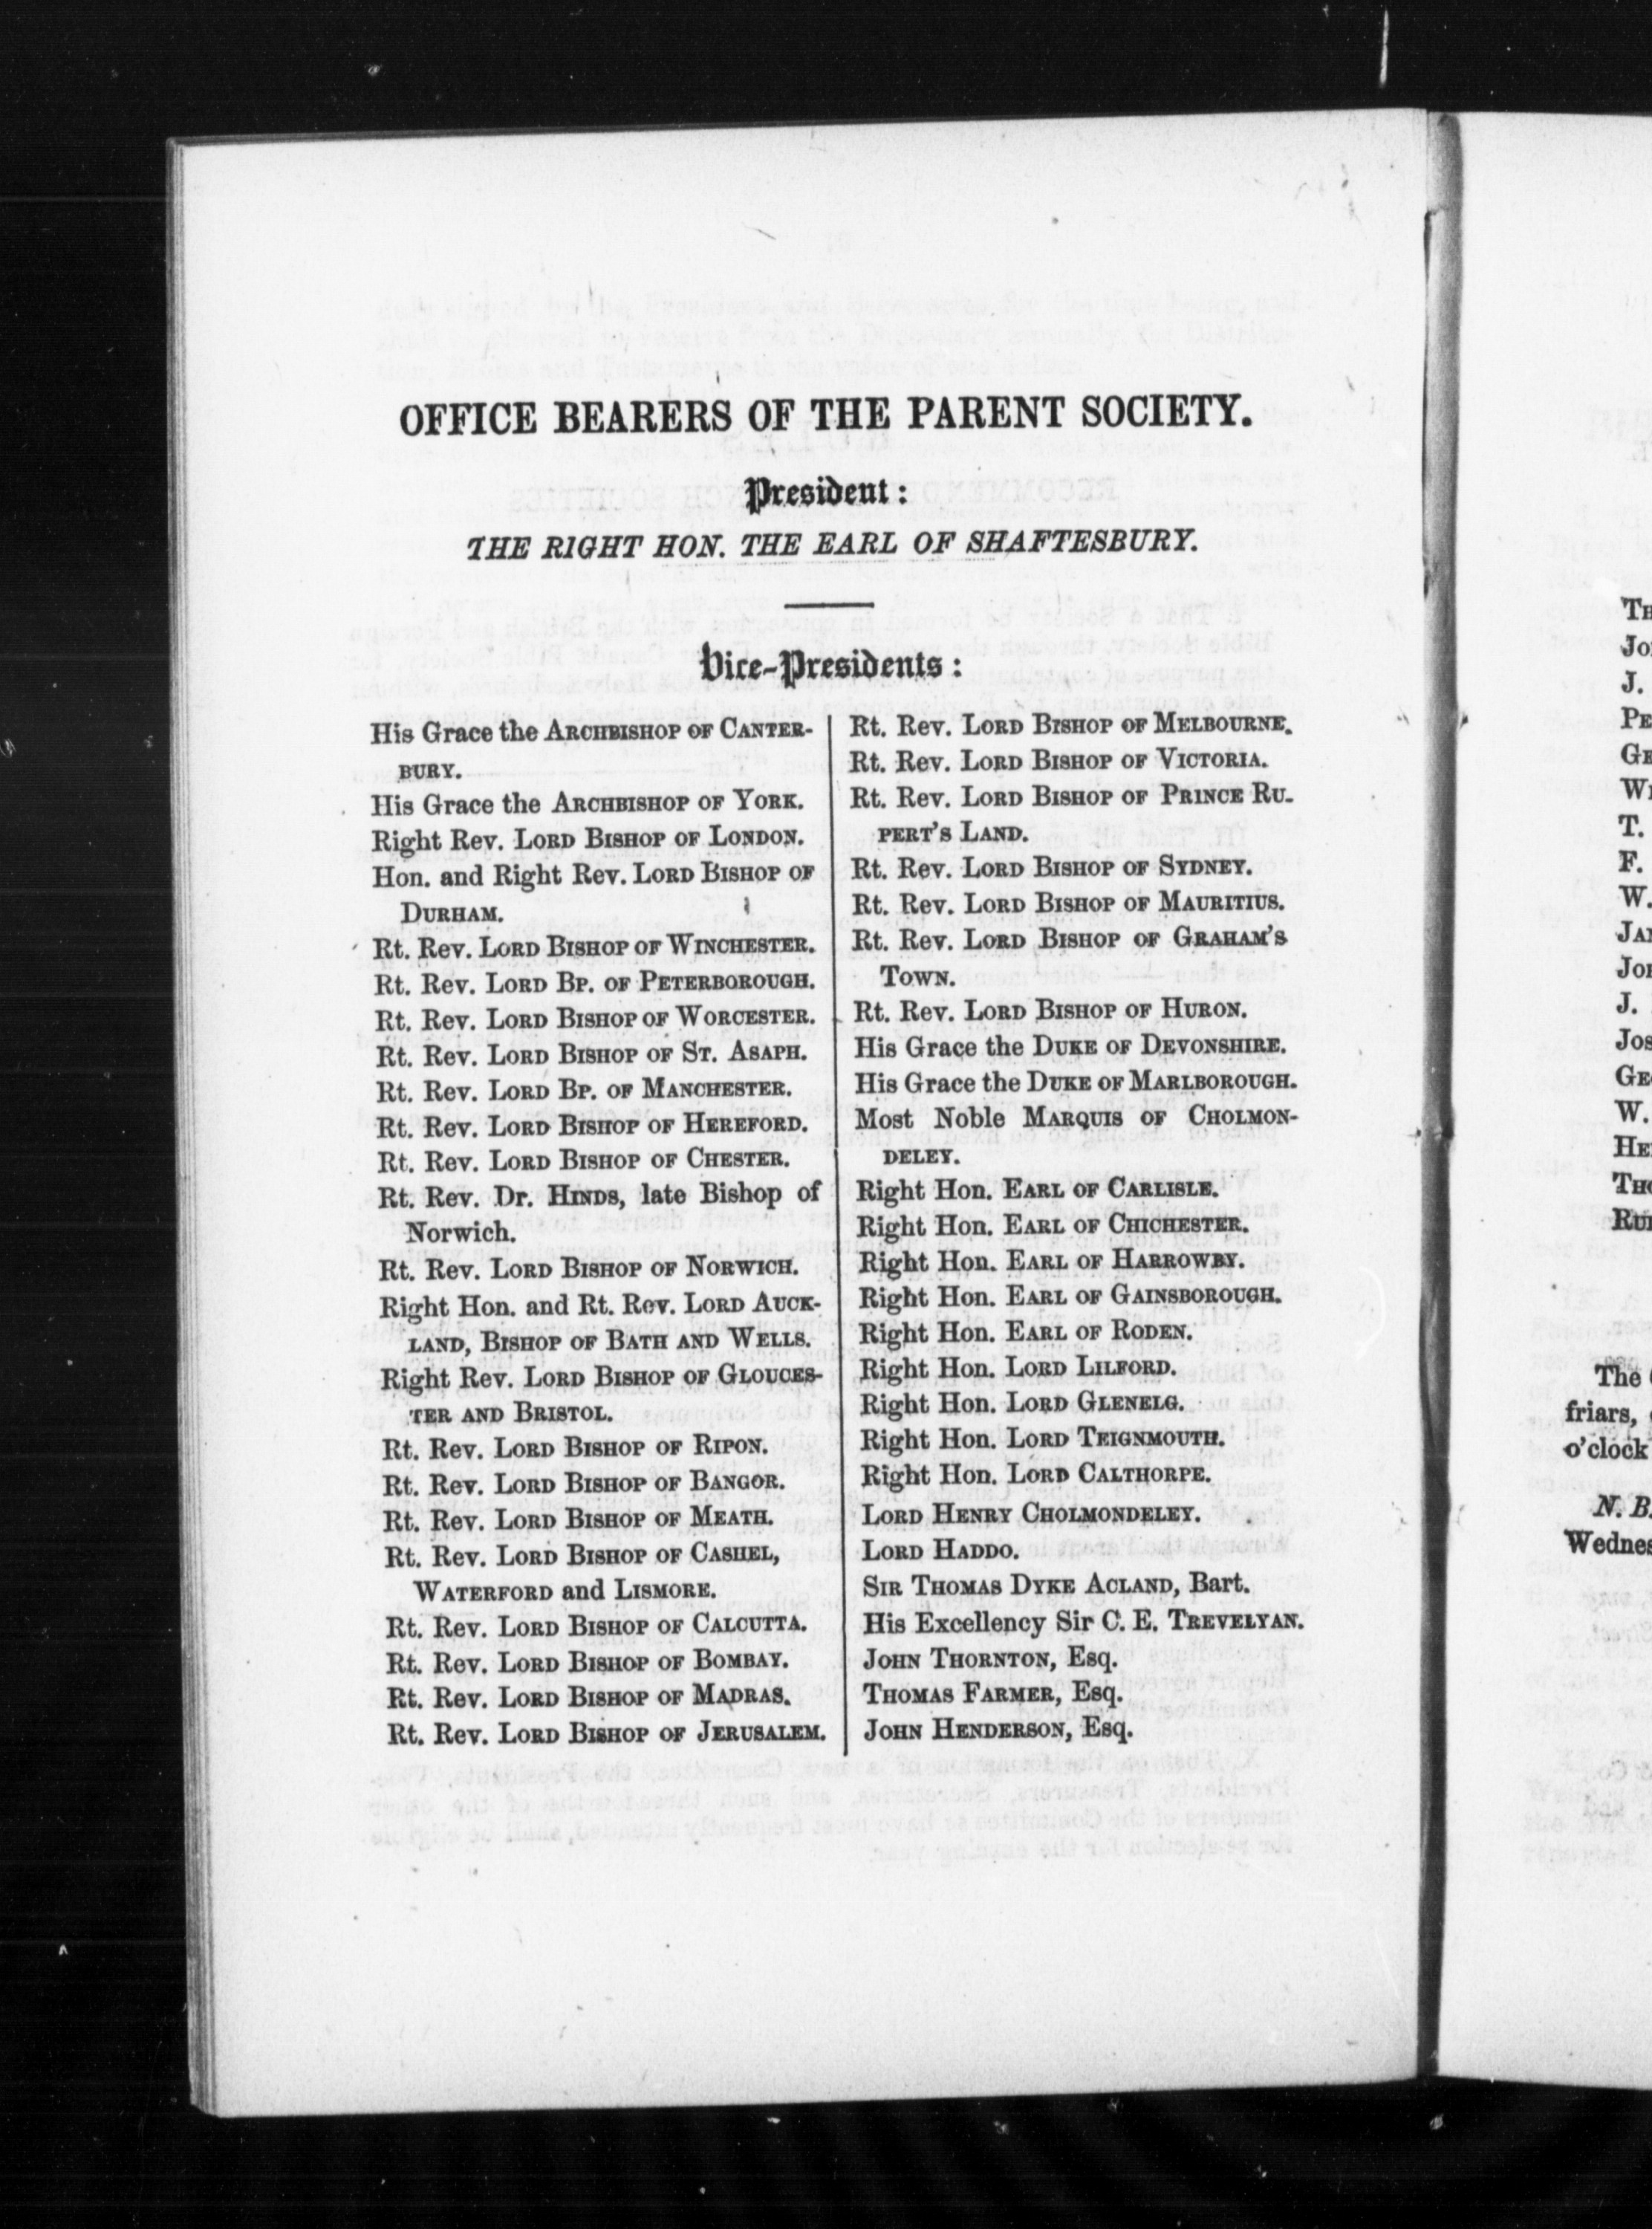 OFFICE BEARERS OF THE PARENT SOCIETY.
President :
THE RIGHT HON. THE EARL OF SHAFTESBURY.
Vice-Presidents :
His Grace the ARCHBISHOP OF CANTER-
BURY.
His Grace the ARCHBISHOP OF YORK.
Right Rev. LORD BISHOP OF LONDON.
Hon. and Right Rev. LORD BISHOP OF
DURHAM.
Rt. Rev. LORD BISHOP OF WINCHESTER.
Rt. Rev. LORD BP. OF PETERBOROUGH.
Rt. Rev. LORD BISHOP OF WORCESTER.
Rt. Rev. LORD BISHOP OF ST. ASAPH.
Rt. Rev. LORD BP. OF MANCHESTER.
Rt. Rev. LORD BISHOP OF HEREFORD.
Rt. Rev. LORD BISHOP OF CHESTER.
Rt. Rev. Dr. HINDS, late Bishop of
Norwich.
Rt. Rev. LORD BISHOP OF NORWICH.
Right Hon. and Rt. Rev. LORD AUCK-
LAND, BISHOP OF BATH AND WELLS.
Right Rev. LORD BISHOP OF GLOUCES-
TER AND BRISTOL.
Rt. Rev. LORD BISHOP OF RIPON.
Rt. Rev. LORD BISHOP OF BANGOR.
Rt. Rev. LORD BISHOP OF MEATH.
Rt. Rev. LORD BISHOP OF CASHEL,
WATERFORD and LISMORE.
Rt. Rev. LORD BISHOP OF CALCUTTA.
Rt. Rev. LORD BISHOP OF BOMBAY.
Rt. Rev. LORD BISHOP OF MADRAS.
Rt. Rev. LORD BISHOP OF JERUSALEM.
Rt. Rev. LORD BISHOP OF MELBOURNE.
Rt. Rev. LORD BISHOP OF VICTORIA.
Rt. Rev. LORD BISHOP OF PRINCE RU-
PERT'S LAND.
Rt. Rev. LORD BISHOP OF SYDNEY.
Rt. Rev. LORD BISHOP OF MAURITIUS.
Rt. Rev. LORD BISHOP OF GRAHAM'S
TOWN.
Rt. Rev. LORD BISHOP OF HURON.
His Grace the DUKE OF DEVONSHIRE.
His Grace the DUKE OF MARLBOROUGH.
Most Noble MARQUIS OF CHOLMON-
DELEY.
Right Hon. EARL OF CARLISLE.
Right Hon. EARL OF CHICHESTER.
Right Hon. EARL OF HARROWBY.
Right Hon. EARL OF GAINSBOROUGH.
Right Hon. EARL OF RODEN.
Right Hon. LORD LILFORD.
Right Hon. LORD GLENELG.
Right Hon. LORD TEIGNMOUTH.
Right Hon. LORD CALTHORPE.
LORD HENRY CHOLMONDELEY.
LORD HADDO.
SIR THOMAS DYKE ACLAND, Bart.
His Excellency Sir C. E. TREVELYAN.
JOHN THORNTON, Esq.
THOMAS FARMER, Esq.
JOHN HENDERSON, Esq.
J.
T.
F.
W.
J.
W.
The
friars,
o'clock
N. B.